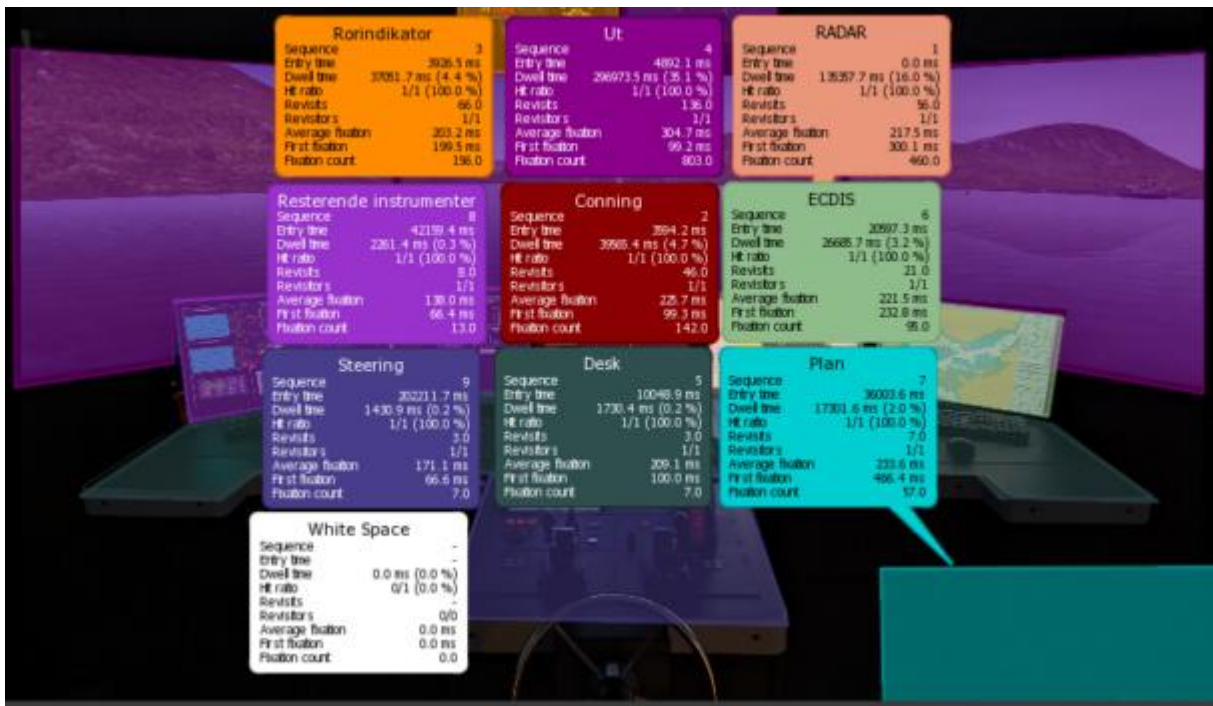 Rorindikator
Sequence 3
Entry time 3926.5 ms
Dwell time 37051.7 ms (4.4 %)
Hit ratio 1/1 (100.0 %)
Revisits 66.0
Revisitors 1/1
Average fixation 203.2 ms
First fixation 199.5 ms
Fixation count 156.0
Ut
Sequence 4
Entry time 4892.1 ms
Dwell time 296973.5 ms (35.1 %)
Hit ratio 1/1 (100.0 %)
Revisits 136.0
Revisitors 1/1
Average fixation 304.7 ms
First fixation 99.2 ms
Fixation count 803.0
RADAR
Sequence 1
Entry time 0.0 ms
Dwell time 135357.7 ms (16.0 %)
Hit ratio 1/1 (100.0 %)
Revisits 56.0
Revisitors 1/1
Average fixation 217.5 ms
First fixation 300.1 ms
Fixation count 460.0
Resterende instrumenter
Sequence 8
Entry time 42159.4 ms
Dwell time 2261.4 ms (0.3 %)
Hit ratio 1/1 (100.0 %)
Revisits 8.0
Revisitors 1/1
Average fixation 138.0 ms
First fixation 66.4 ms
Fixation count 13.0
Conning
Sequence 2
Entry time 3594.2 ms
Dwell time 39585.4 ms (4.7 %)
Hit ratio 1/1 (100.0 %)
Revisits 46.0
Revisitors 1/1
Average fixation 225.7 ms
First fixation 99.3 ms
Fixation count 142.0
ECDIS
Sequence 6
Entry time 20597.3 ms
Dwell time 26685.7 ms (3.2 %)
Hit ratio 1/1 (100.0 %)
Revisits 21.0
Revisitors 1/1
Average fixation 221.5 ms
First fixation 232.8 ms
Fixation count 95.0
Steering
Sequence 9
Entry time 202211.7 ms
Dwell time 1430.9 ms (0.2 %)
Hit ratio 1/1 (100.0 %)
Revisits 3.0
Revisitors 1/1
Average fixation 171.1 ms
First fixation 66.6 ms
Fixation count 7.0
Desk
Sequence 5
Entry time 10048.9 ms
Dwell time 1730.4 ms (0.2 %)
Hit ratio 1/1 (100.0 %)
Revisits 3.0
Revisitors 1/1
Average fixation 209.1 ms
First fixation 100.0 ms
Fixation count 7.0
Plan
Sequence 7
Entry time 36003.6 ms
Dwell time 17301.6 ms (2.0 %)
Hit ratio 1/1 (100.0 %)
Revisits 7.0
Revisitors 1/1
Average fixation 233.6 ms
First fixation 466.4 ms
Fixation count 57.0
White Space
Sequence -
Entry time -
Dwell time 0.0 ms (0.0 %)
Hit ratio 0/1 (0.0 %)
Revisits -
Revisitors 0/0
Average fixation 0.0 ms
First fixation 0.0 ms
Fixation count 0.0